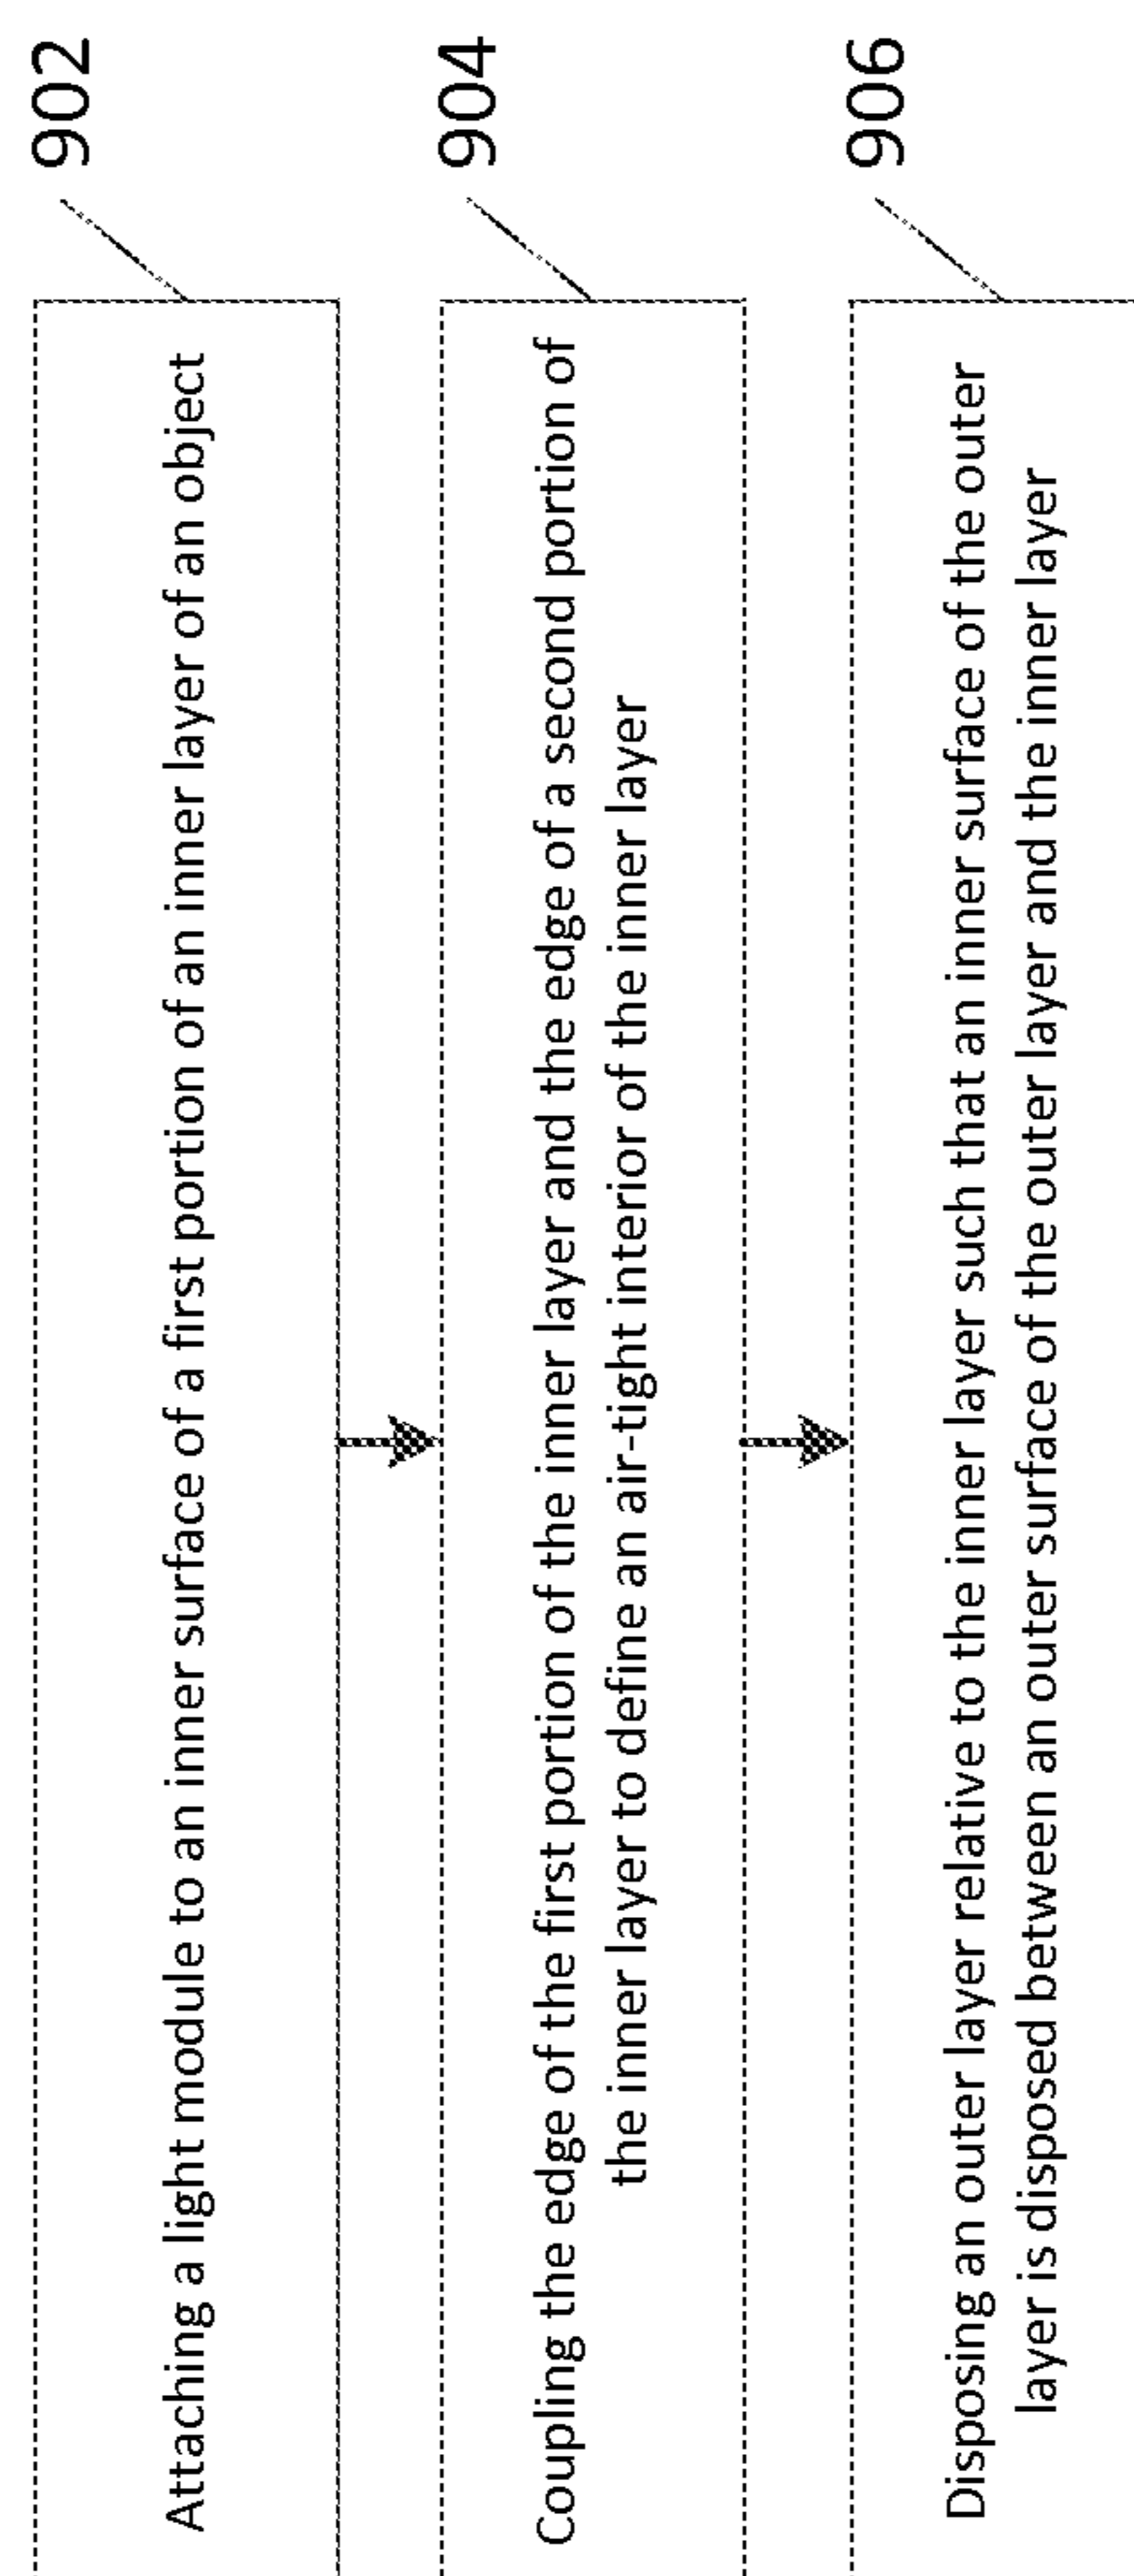 902
Attaching a light module to an inner surface of a first portion of an inner layer of an object
904
Coupling the edge of the first portion of the inner layer and the edge of a second portion of
the inner layer to define an air-tight interior of the inner layer
906
Disposing an outer layer relative to the inner layer such that an inner surface of the outer
layer is disposed between an outer surface of the outer layer and the inner layer